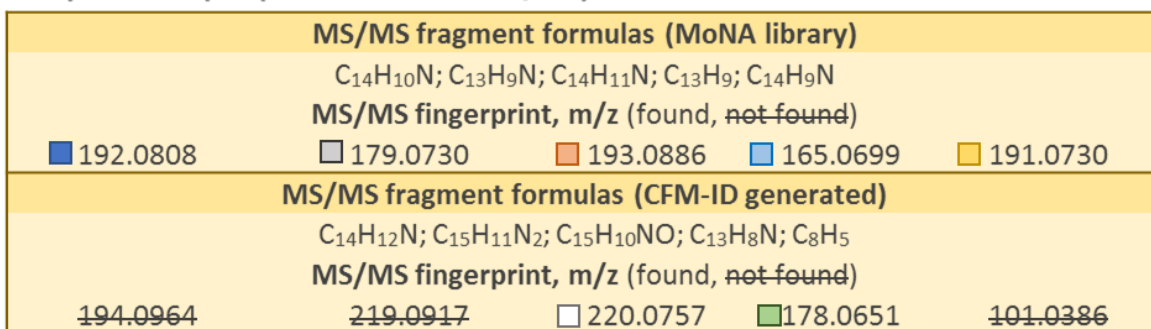 MS/MS fragment formulas (MoNA library)
C₁₄H₁₀N; C₁₃H₉N; C₁₄H₁₁N; C₁₃H₉; C₁₄H₉N
MS/MS fingerprint, m/z (found, not found)
192.0808 179.0730 193.0886 165.0699 191.0730
MS/MS fragment formulas (CFM-ID generated)
C₁₄H₁₂N; C₁₅H₁₁N₂; C₁₅H₁₀NO; C₁₃H₈N; C₈H₅
MS/MS fingerprint, m/z (found, not found)
194.0964 219.0917 220.0757 178.0651 101.0386